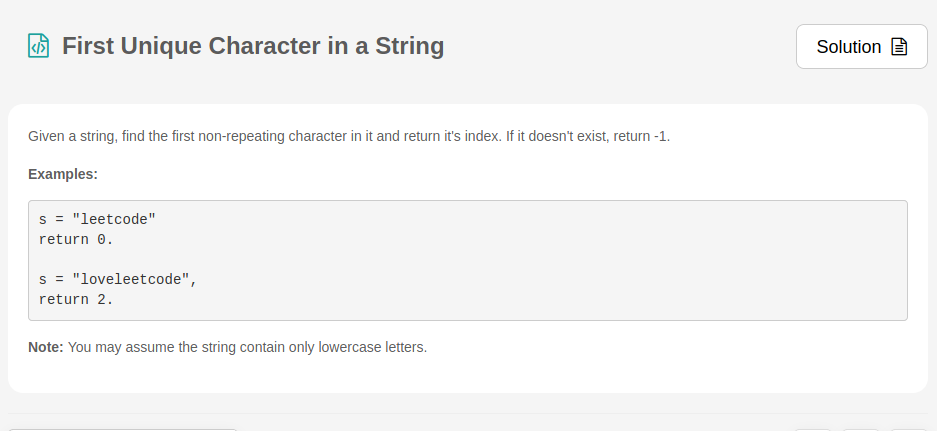 First Unique Character in a String
Solution
Given a string, find the first non-repeating character in it and return it's index. If it doesn't exist, return -1.
Examples:
s = "leetcode"
return 0.
s = "loveleetcode",
return 2.
Note: You may assume the string contain only lowercase letters.